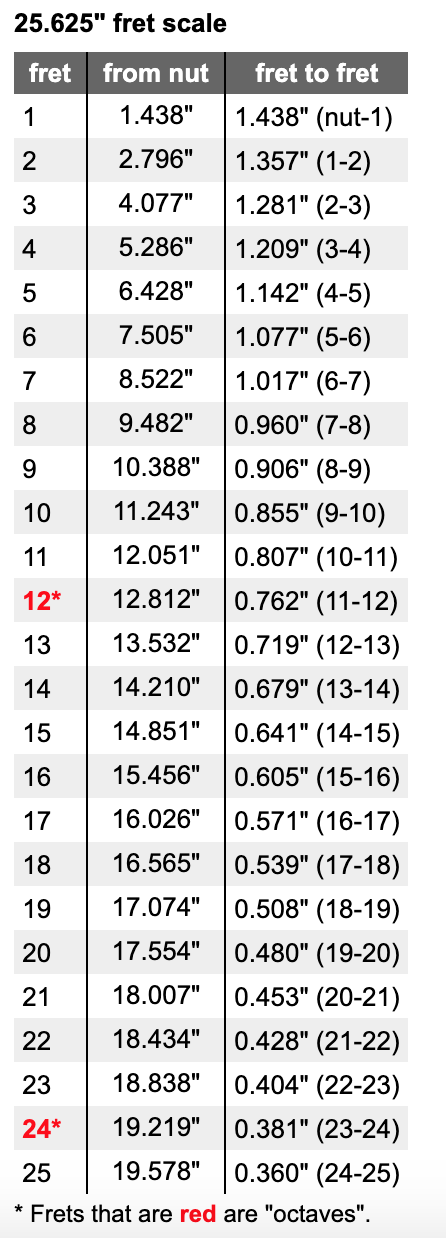 25.625" fret scale
fret from nut fret to fret
1 1.438" 1.438" (nut-1)
2 2.796" 1.357" (1-2)
3 4.077" 1.281" (2-3)
4 5.286" 1.209" (3-4)
5 6.428" 1.142" (4-5)
6 7.505" 1.077" (5-6)
7 8.522" 1.017" (6-7)
8 9.482" 0.960" (7-8)
9 10.388" 0.906" (8-9)
10 11.243" 0.855" (9-10)
11 12.051" 0.807" (10-11)
12* 12.812" 0.762" (11-12)
13 13.532" 0.719" (12-13)
14 14.210" 0.679" (13-14)
15 14.851" 0.641" (14-15)
16 15.456" 0.605" (15-16)
17 16.026" 0.571" (16-17)
18 16.565" 0.539" (17-18)
19 17.074" 0.508" (18-19)
20 17.554" 0.480" (19-20)
21 18.007" 0.453" (20-21)
22 18.434" 0.428" (21-22)
23 18.838" 0.404" (22-23)
24* 19.219" 0.381" (23-24)
25 19.578" 0.360" (24-25)
* Frets that are red are "octaves".